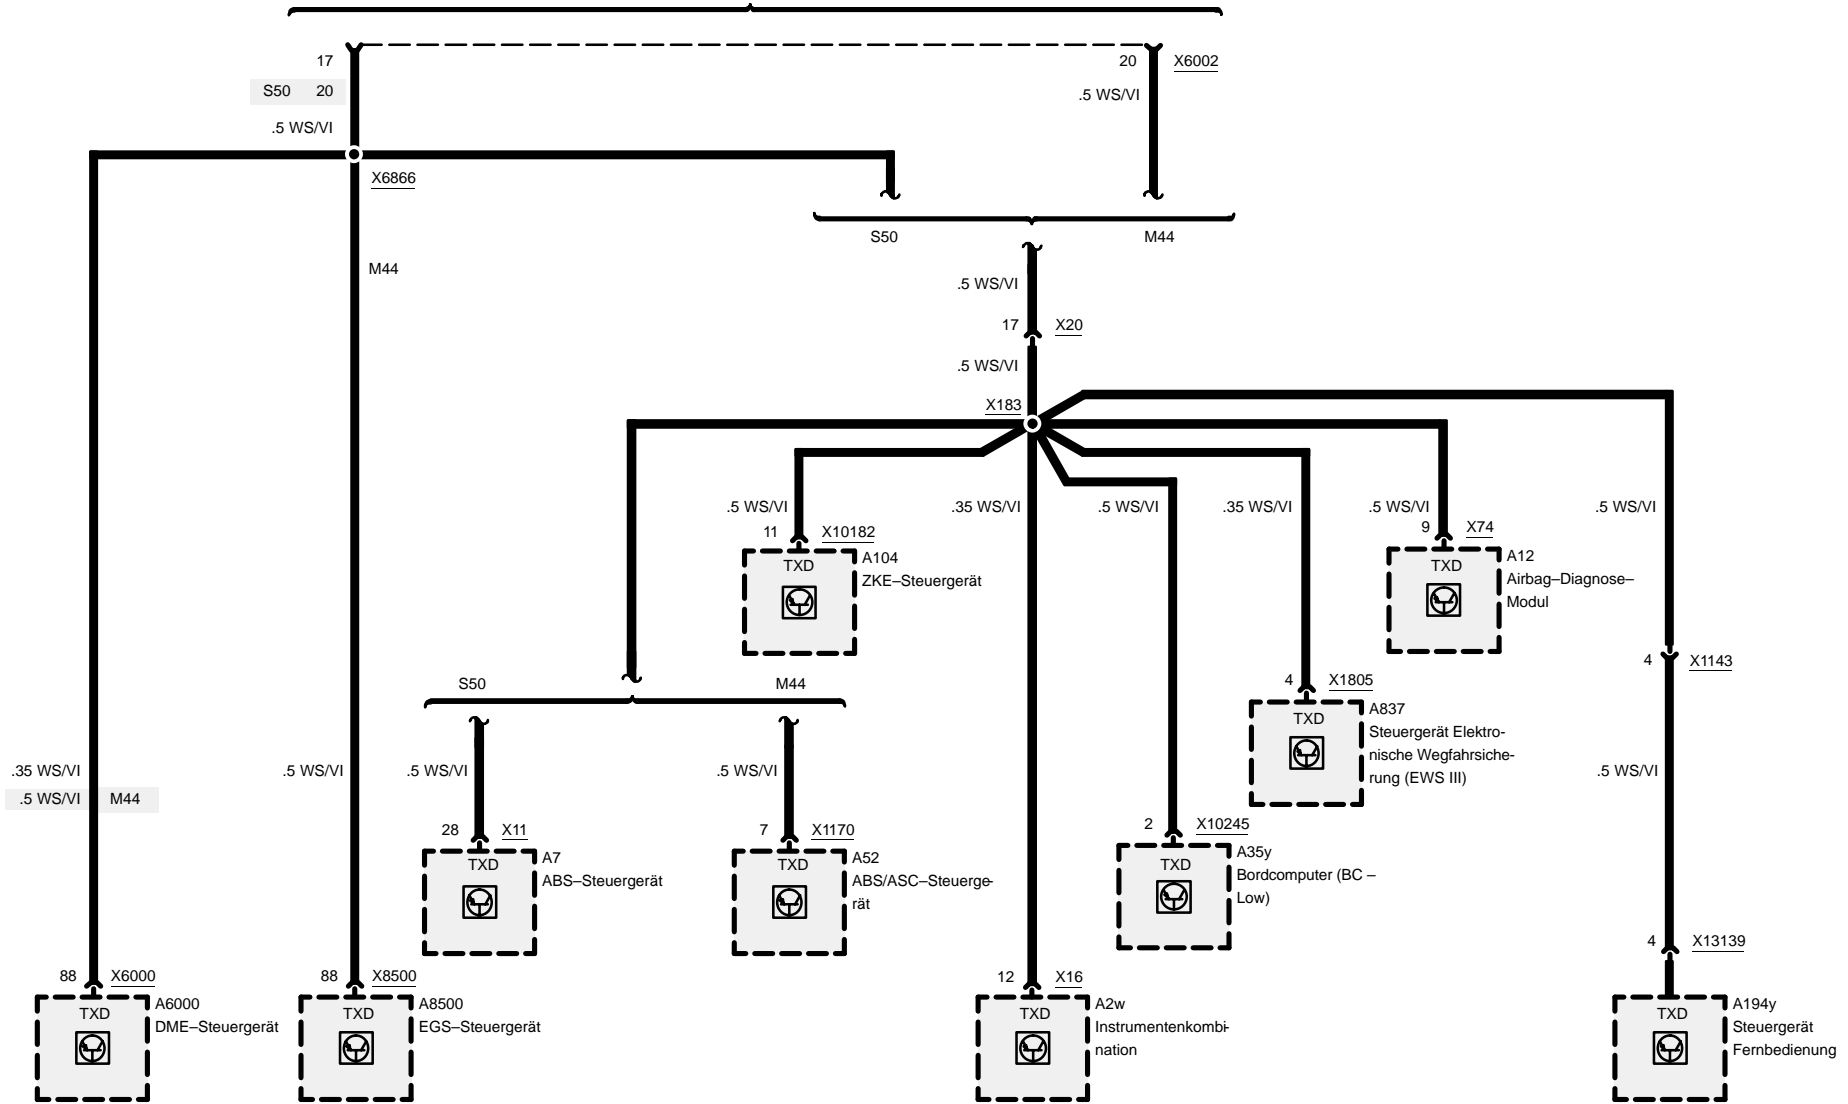 17
20 X6002
S50 20
.5 WS/VI
.5 WS/VI
X6866
S50 M44
M44
.5 WS/VI
17 X20
.5 WS/VI
X183
.5 WS/VI
.35 WS/VI
.5 WS/VI
.35 WS/VI
.5 WS/VI
.5 WS/VI
11 X10182
TXD
A104
ZKE–Steuergerät
9 X74
TXD
A12
Airbag–Diagnose–
Modul
4 X1143
S50 M44
4 X1805
TXD
A837
Steuergerät Elektro-
nische Wegfahrsiche-
rung (EWS III)
.35 WS/VI
.5 WS/VI M44
.5 WS/VI
.5 WS/VI
.5 WS/VI
.5 WS/VI
28 X11
TXD
A7
ABS–Steuergerät
7 X1170
TXD
A52
ABS/ASC–Steuerge-
rät
2 X10245
TXD
A35y
Bordcomputer (BC –
Low)
4 X13139
88 X6000
TXD
A6000
DME–Steuergerät
88 X8500
TXD
A8500
EGS–Steuergerät
12 X16
TXD
A2w
Instrumentenkombi-
nation
TXD
A194y
Steuergerät
Fernbedienung